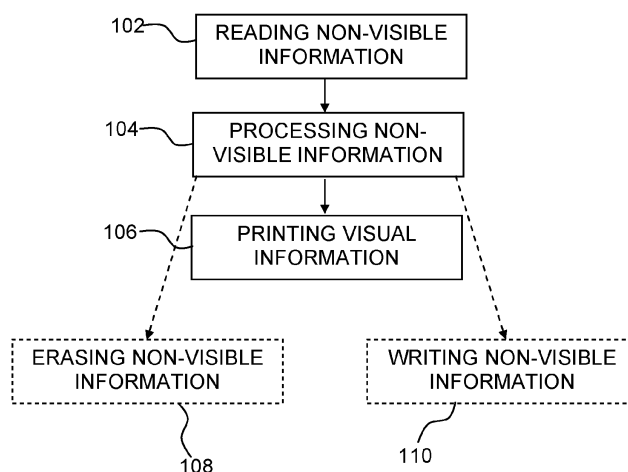 102
READING NON-VISIBLE
INFORMATION
104
PROCESSING NON-
VISIBLE INFORMATION
106
PRINTING VISUAL
INFORMATION
ERASING NON-VISIBLE
INFORMATION
WRITING NON-VISIBLE
INFORMATION
108
110